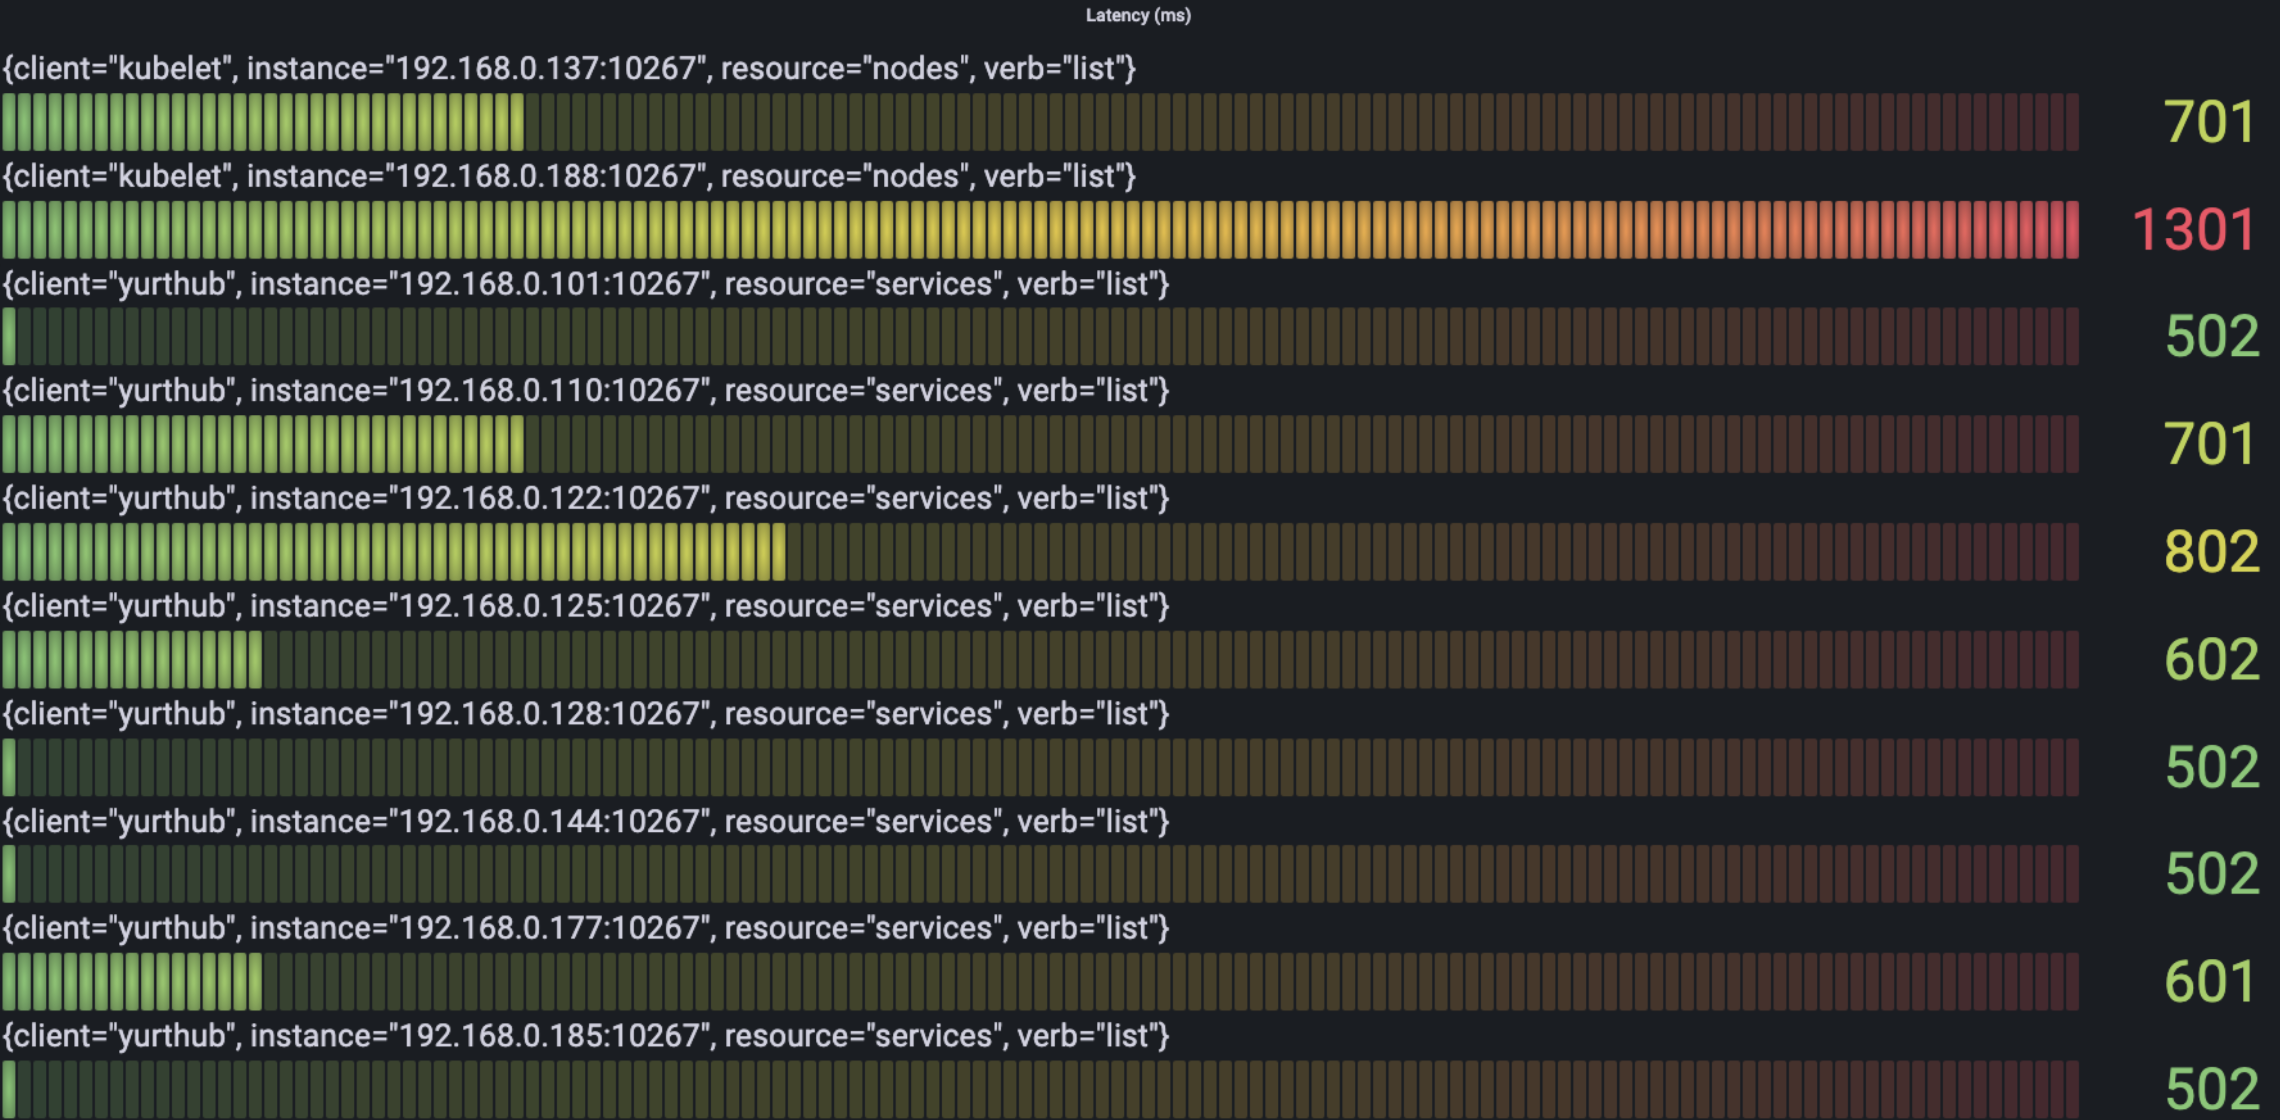 Latency (ms)
{client="kubelet", instance="192.168.0.137:10267", resource="nodes", verb="list"}
701
{client="kubelet", instance="192.168.0.188:10267", resource="nodes", verb="list"}
1301
{client="yurthub", instance="192.168.0.101:10267", resource="services", verb="list"}
502
{client="yurthub", instance="192.168.0.110:10267", resource="services", verb="list"}
701
{client="yurthub", instance="192.168.0.122:10267", resource="services", verb="list"}
802
{client="yurthub", instance="192.168.0.125:10267", resource="services", verb="list"}
602
{client="yurthub", instance="192.168.0.128:10267", resource="services", verb="list"}
502
{client="yurthub", instance="192.168.0.144:10267", resource="services", verb="list"}
502
{client="yurthub", instance="192.168.0.177:10267", resource="services", verb="list"}
601
{client="yurthub", instance="192.168.0.185:10267", resource="services", verb="list"}
502